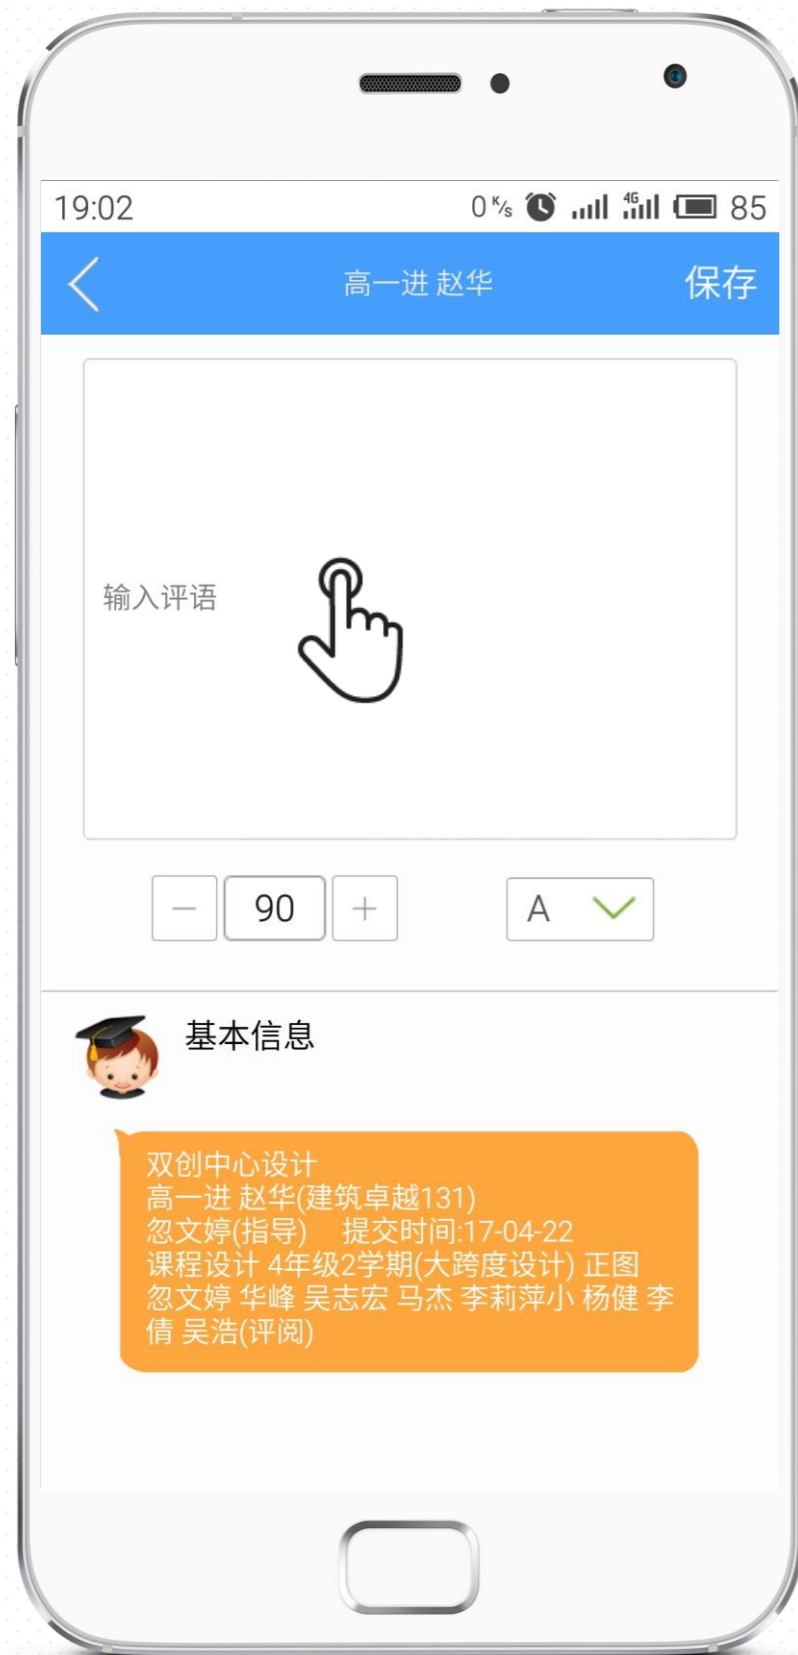 19:02 0 K/s 4G 85
高一进 赵华 保存
输入评语
90 A
基本信息
双创中心设计
高一进 赵华(建筑卓越131)
忽文婷(指导) 提交时间:17-04-22
课程设计 4年级2学期(大跨度设计) 正图
忽文婷 华峰 吴志宏 马杰 李莉萍小 杨健 李
倩 吴浩(评阅)